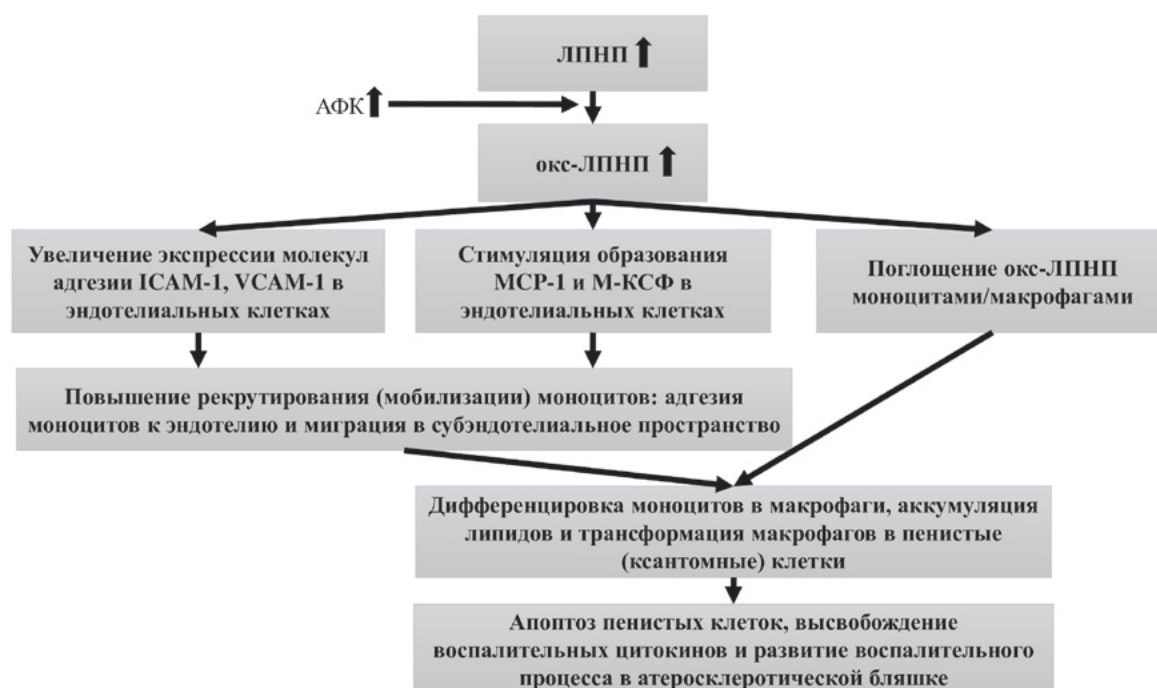 ЛПНП
АФК
окс-ЛПНП
Увеличение экспрессии молекул
адгезии ICAM-1, VCAM-1 в
эндотелиальных клетках
Стимуляция образования
МСР-1 и М-КСФ в
эндотелиальных клетках
Поглощение окс-ЛПНП
моноцитами/макрофагами
Повышение рекрутирования (мобилизации) моноцитов: адгезия
моноцитов к эндотелию и миграция в субэндотелиальное пространство
Дифференцировка моноцитов в макрофаги, аккумуляция
липидов и трансформация макрофагов в пенистые
(ксантомные) клетки
Апоптоз пенистых клеток, высвобождение
воспалительных цитокинов и развитие воспалительного
процесса в атеросклеротической бляшке